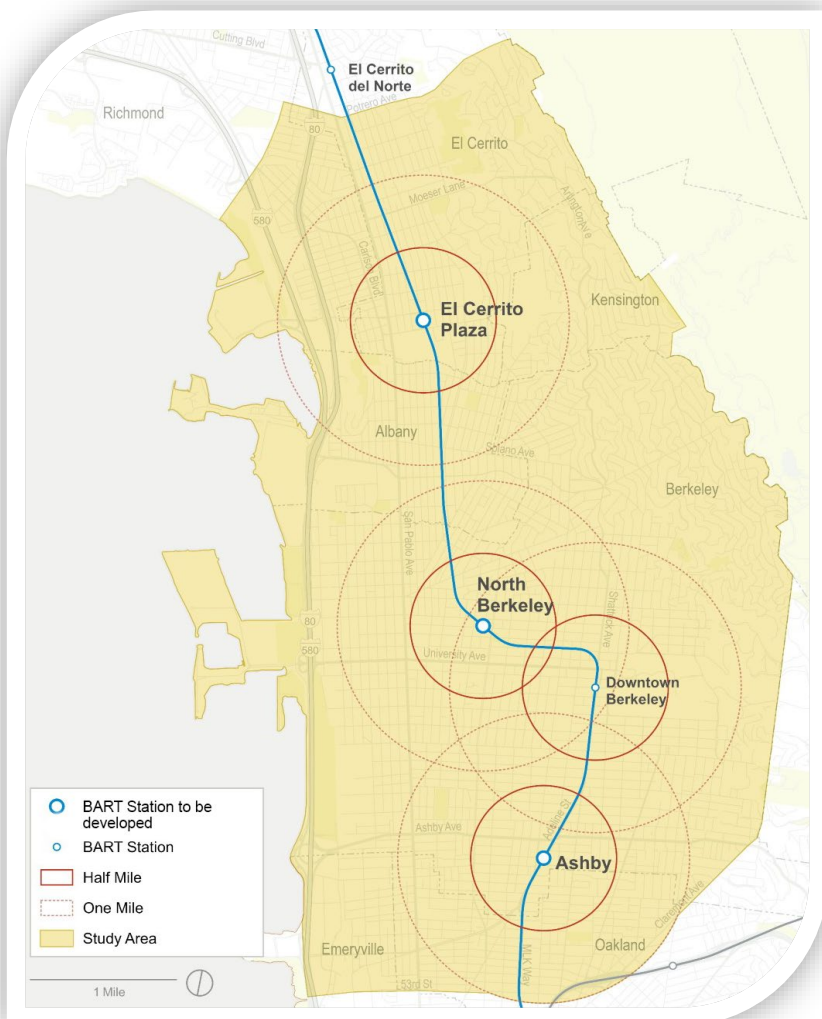 Cutting Blvd
El Cerrito
del Norte
Potrero Ave
Richmond
80
El Cerrito
Moeser Lane
Arlington Ave
580
Carlson Blvd
Kensington
El Cerrito
Plaza
Albany
Solano Ave
Berkeley
San Pablo Ave
North
Berkeley
Shattuck Ave
80
580
University Ave
Downtown
Berkeley
BART Station to be
developed
BART Station
Half Mile
One Mile
Study Area
1 Mile
Ashby Ave
Adeline St
Ashby
Claremont Ave
Emeryville
Oakland
MLK Way
53rd St